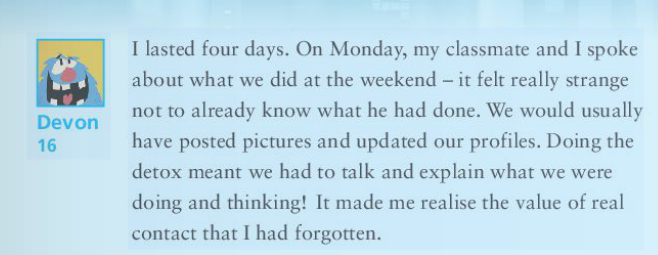 I lasted four days. On Monday, my classmate and I spoke
about what we did at the weekend – it felt really strange
not to already know what he had done. We would usually
have posted pictures and updated our profiles. Doing the
detox meant we had to talk and explain what we were
doing and thinking! It made me realise the value of real
contact that I had forgotten.
Devon
16